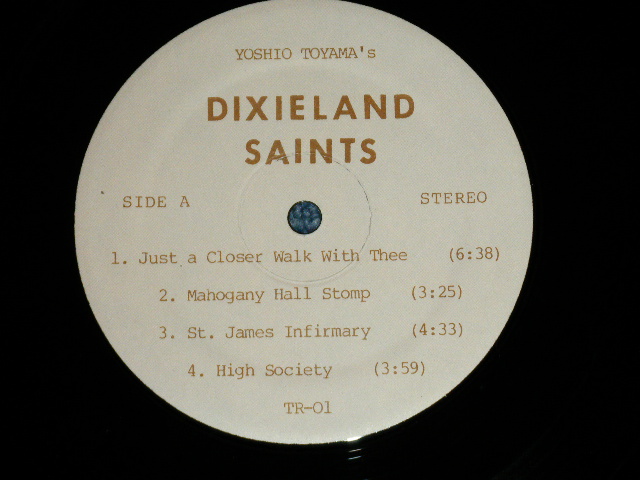 YOSHIO TOYAMA's
DIXIELAND
SAINTS
SIDE A STEREO
1. Just a Closer Walk With Thee (6:38)
2. Mahogany Hall Stomp (3:25)
3. St. James Infirmary (4:33)
4. High Society (3:59)
TR-01